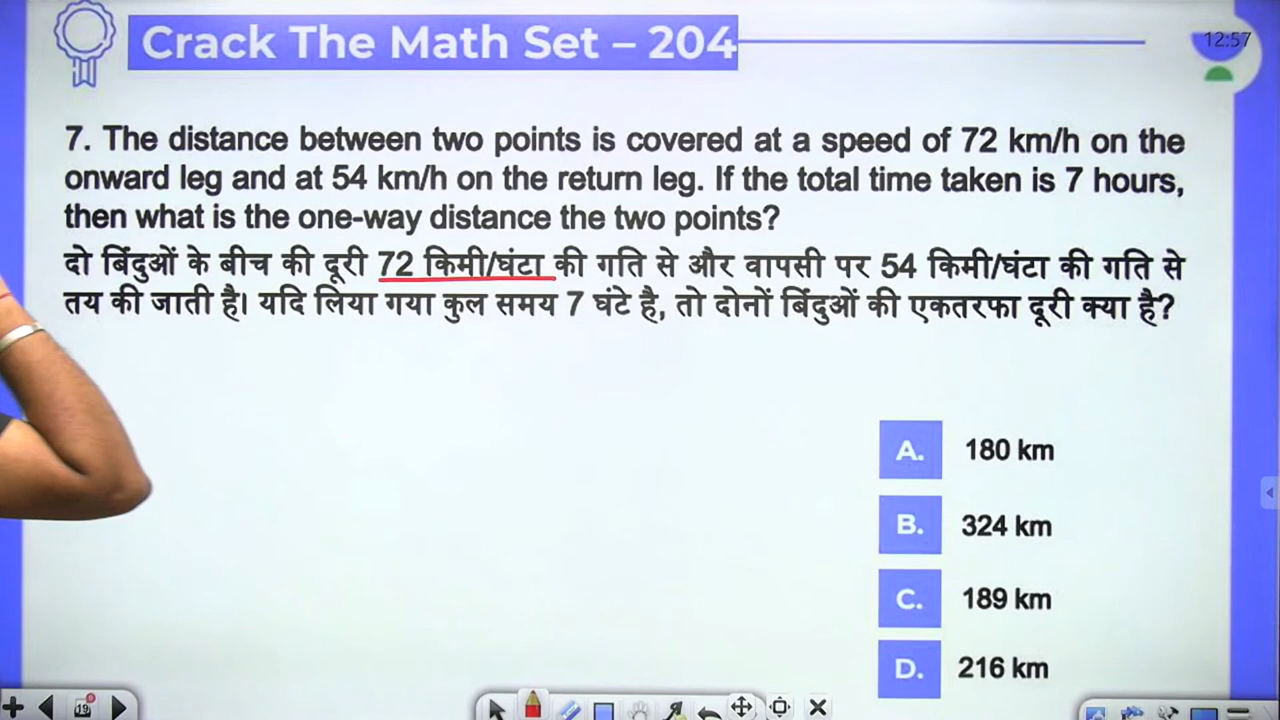 Crack The Math Set – 204
12:57
7. The distance between two points is covered at a speed of 72 km/h on the
onward leg and at 54 km/h on the return leg. If the total time taken is 7 hours,
then what is the one-way distance the two points?
दो बिंदुओं के बीच की दूरी 72 किमी/घंटा की गति से और वापसी पर 54 किमी/घंटा की गति से
तय की जाती है। यदि लिया गया कुल समय 7 घंटे है, तो दोनों बिंदुओं की एकतरफा दूरी क्या है?
A. 180 km
B. 324 km
C. 189 km
D. 216 km
19